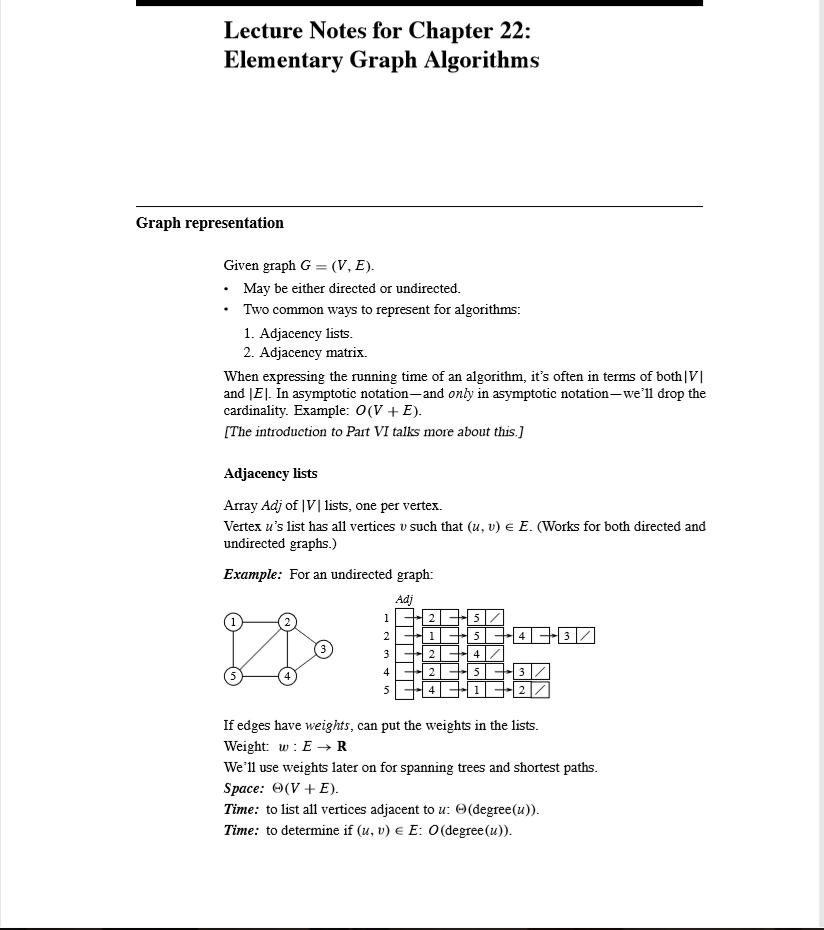 Lecture Notes for Chapter 22:
Elementary Graph Algorithms
Graph representation
Given graph G = (V, E).
• May be either directed or undirected.
• Two common ways to represent for algorithms:
1. Adjacency lists.
2. Adjacency matrix.
When expressing the running time of an algorithm, it's often in terms of both |V|
and |E|. In asymptotic notation—and only in asymptotic notation—we'll drop the
cardinality. Example: O(V + E).
[The introduction to Part VI talks more about this.]
Adjacency lists
Array Adj of |V| lists, one per vertex.
Vertex u's list has all vertices v such that (u, v) ∈ E. (Works for both directed and
undirected graphs.)
Example: For an undirected graph:
1 2
3
5 4
Adj
1 2 5
2 1 5 4 3
3 2 4
4 2 5 3
5 4 1 2
If edges have weights, can put the weights in the lists.
Weight: w : E → R
We'll use weights later on for spanning trees and shortest paths.
Space: Θ(V + E).
Time: to list all vertices adjacent to u: Θ(degree(u)).
Time: to determine if (u, v) ∈ E: O(degree(u)).